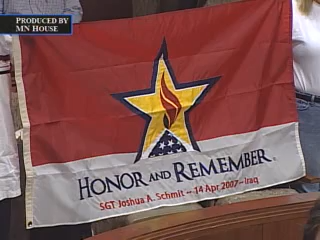 PRODUCED BY
MN HOUSE
HONOR AND REMEMBER
SGT Joshua A. Schmit – 14 Apr 2007 – Iraq